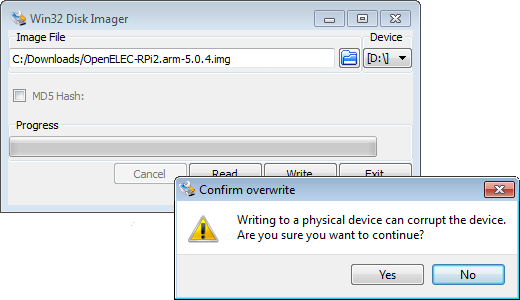 Win32 Disk Imager
Image File
Device
C:/Downloads/OpenELEC-RPi2.arm-5.0.4.img
[D:\]
MD5 Hash:
Progress
Cancel
Read
Write
Exit
Confirm overwrite
Writing to a physical device can corrupt the device.
Are you sure you want to continue?
Yes
No